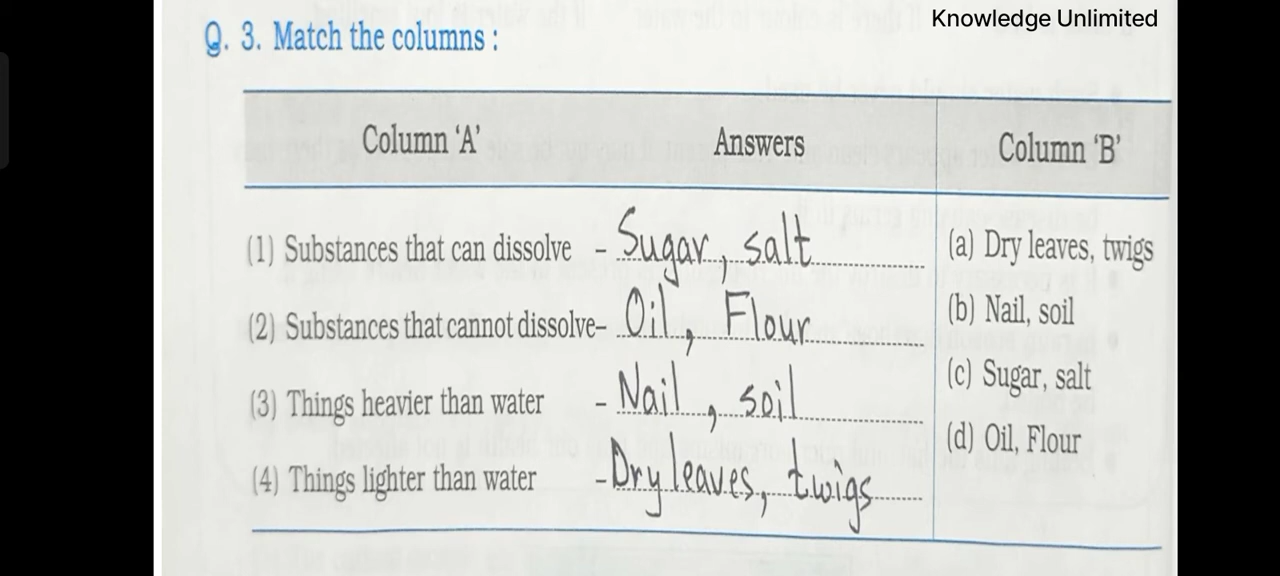 Knowledge Unlimited
Q. 3. Match the columns :
Column 'A' Answers Column 'B'
(1) Substances that can dissolve - Sugar, salt (a) Dry leaves, twigs
(2) Substances that cannot dissolve- Oil, Flour (b) Nail, soil
(3) Things heavier than water - Nail, soil (c) Sugar, salt
(4) Things lighter than water - Dry leaves, twigs (d) Oil, Flour